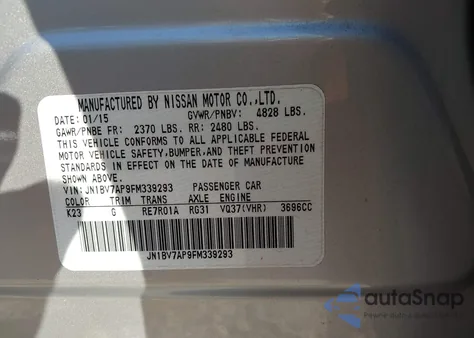 MANUFACTURED BY NISSAN MOTOR CO.,LTD.
DATE: 01/15 GVWR/PNBV: 4828 LBS.
GAWR/PNBE FR: 2370 LBS. RR: 2480 LBS.
THIS VEHICLE CONFORMS TO ALL APPLICABLE FEDERAL
MOTOR VEHICLE SAFETY,BUMPER,AND THEFT PREVENTION
STANDARDS IN EFFECT ON THE DATE OF MANUFACTURE
SHOWN ABOVE.
VIN: JN1BV7AP9FM339293 PASSENGER CAR
COLOR TRIM TRANS AXLE ENGINE
K23 G RE7R01A RG31 VQ37(VHR) 3696CC
JN1BV7AP9FM339293
autoSnap